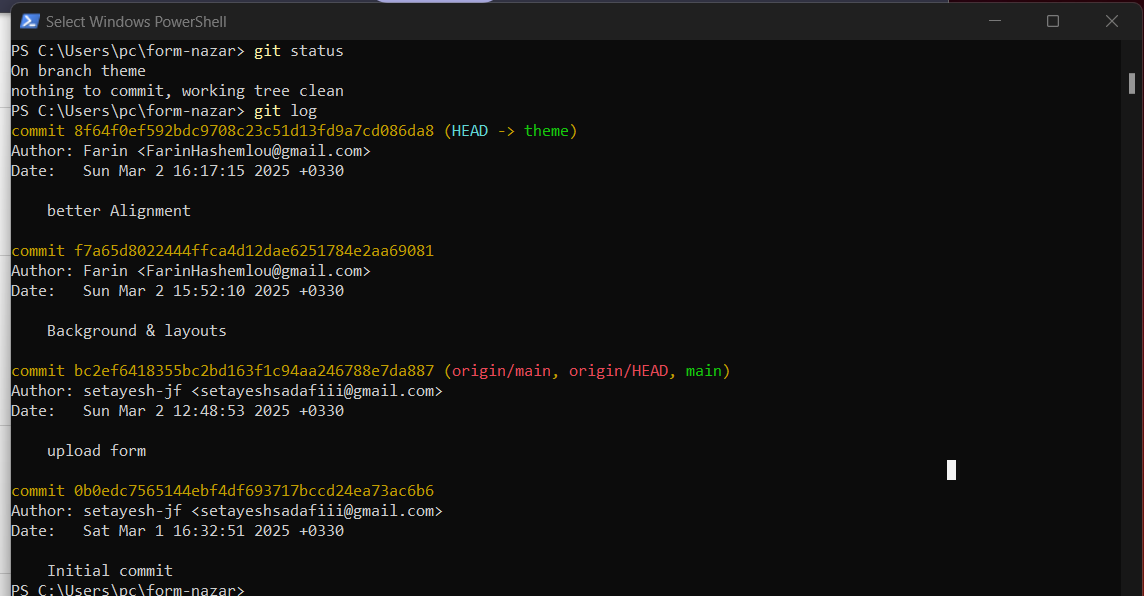 Select Windows PowerShell
PS C:\Users\pc\form-nazar> git status
On branch theme
nothing to commit, working tree clean
PS C:\Users\pc\form-nazar> git log
commit 8f64f0ef592bdc9708c23c51d13fd9a7cd086da8 (HEAD -> theme)
Author: Farin <FarinHashemlou@gmail.com>
Date:   Sun Mar 2 16:17:15 2025 +0330
    better Alignment
commit f7a65d8022444ffca4d12dae6251784e2aa69081
Author: Farin <FarinHashemlou@gmail.com>
Date:   Sun Mar 2 15:52:10 2025 +0330
    Background & layouts
commit bc2ef6418355bc2bd163f1c94aa246788e7da887 (origin/main, origin/HEAD, main)
Author: setayesh-jf <setayeshsadafiii@gmail.com>
Date:   Sun Mar 2 12:48:53 2025 +0330
    upload form
commit 0b0edc7565144ebf4df693717bccd24ea73ac6b6
Author: setayesh-jf <setayeshsadafiii@gmail.com>
Date:   Sat Mar 1 16:32:51 2025 +0330
    Initial commit
PS C:\Users\pc\form-nazar>